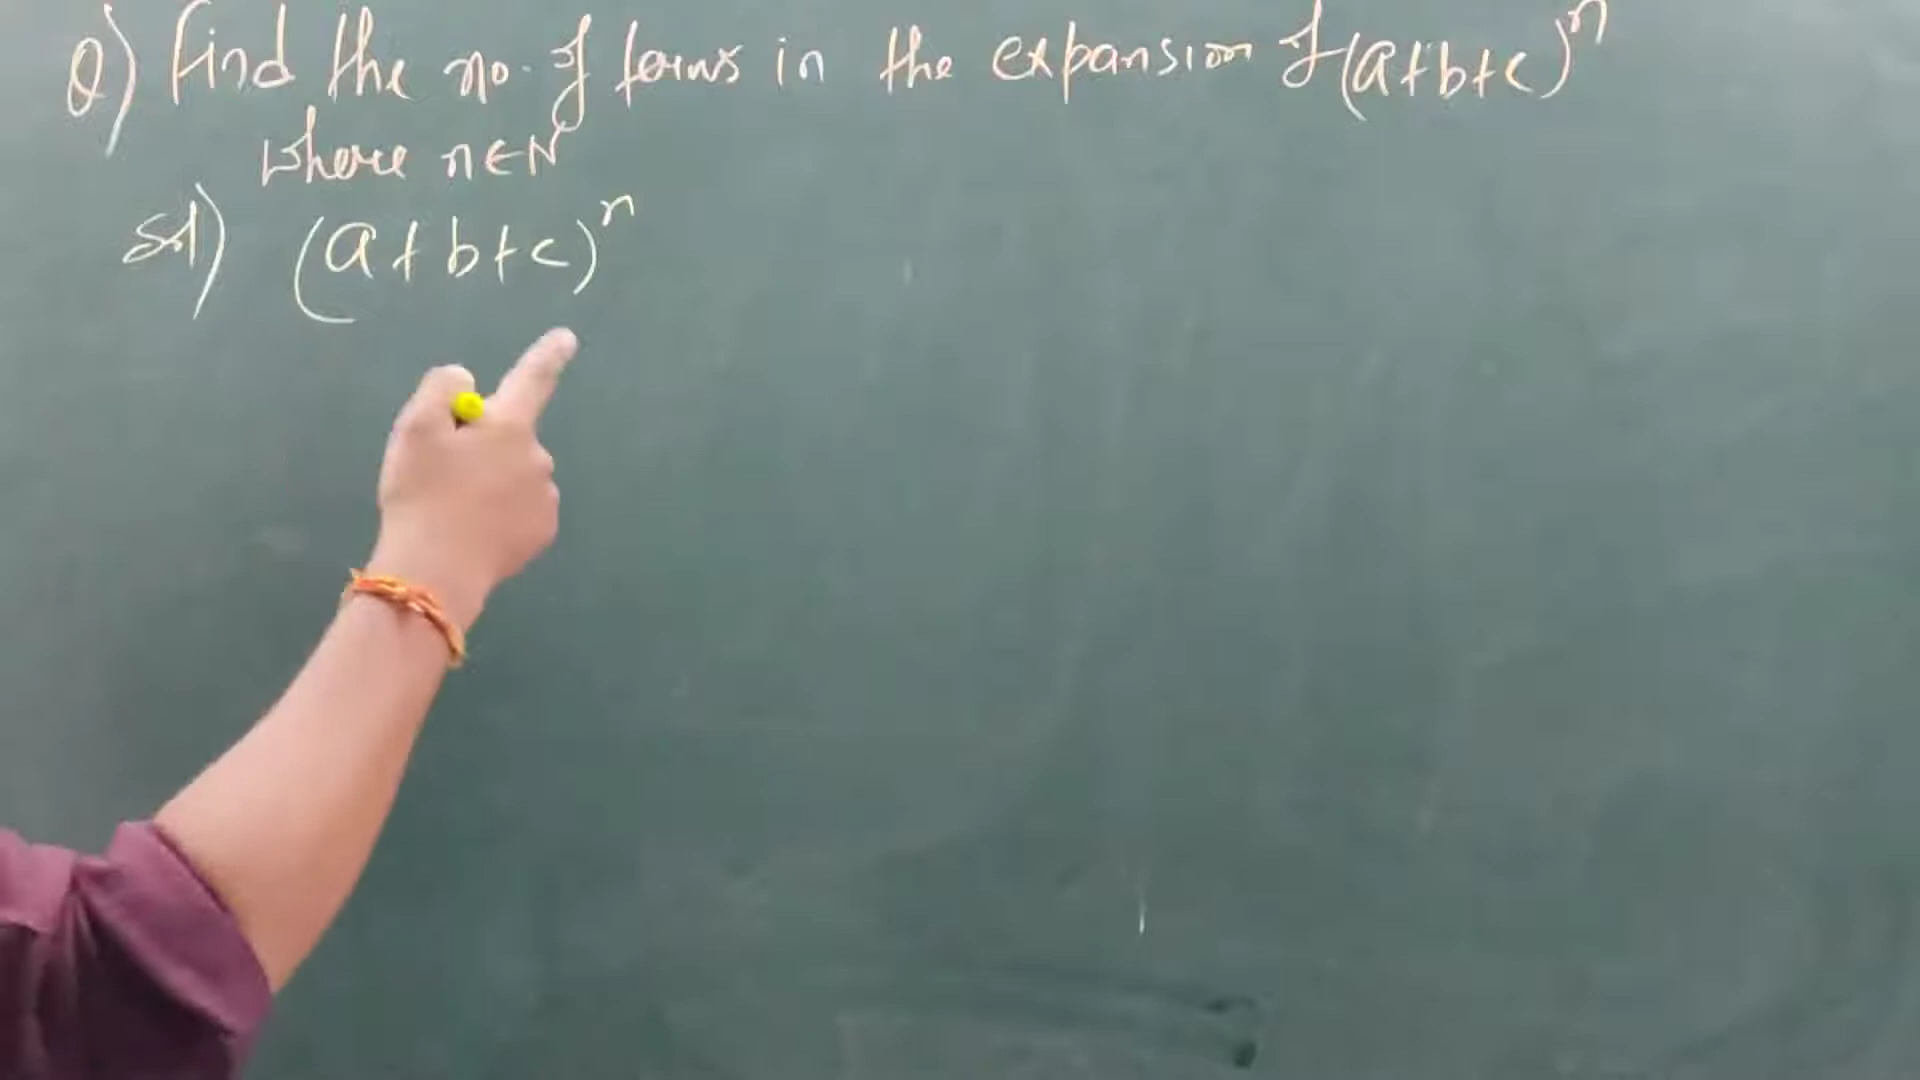 Q) Find the no. of terms in the expansion of (a+b+c)^n
where n∈N
Sol) (a+b+c)^n